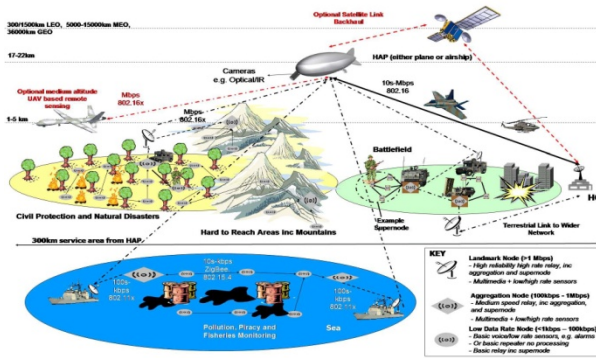 300/1500km LEO, 5000-15000km MEO,
36000km GEO
Optional Satellite Link
Backhaul
17-22km
HAP (either plane or airship)
Cameras
e.g. Optical/IR
Optional medium altitude
UAV based remote
sensing
Mbps
802.16x
Mbps-
802-16x
10s-Mbps
802.16
1-5 km
Battlefield
Civil Protection and Natural Disasters
Hard to Reach Areas inc Mountains
Example
Supernode
Terrestrial Link to Wider
Network
300km service area from HAP
100s-
kbps
802.11x
10s-kbps
ZigBee
802.15.4
100s-
kbps
802.11x
Pollution, Piracy and
Fisheries Monitoring
Sea
KEY
Landmark Node (>1 Mbps)
- High reliability high rate relay, inc
aggregation and supernode
- Multimedia + low/high rate sensors
Aggregation Node (100kbps - 1Mbps)
- Medium speed relay, inc aggregation,
and supernode
- Multimedia + low/high rate sensors
Low Data Rate Node (<1kbps – 100kbps)
- Basic voice/low rate sensors, e.g. alarms
- Or basic repeater no processing
- Basic relay inc supernode